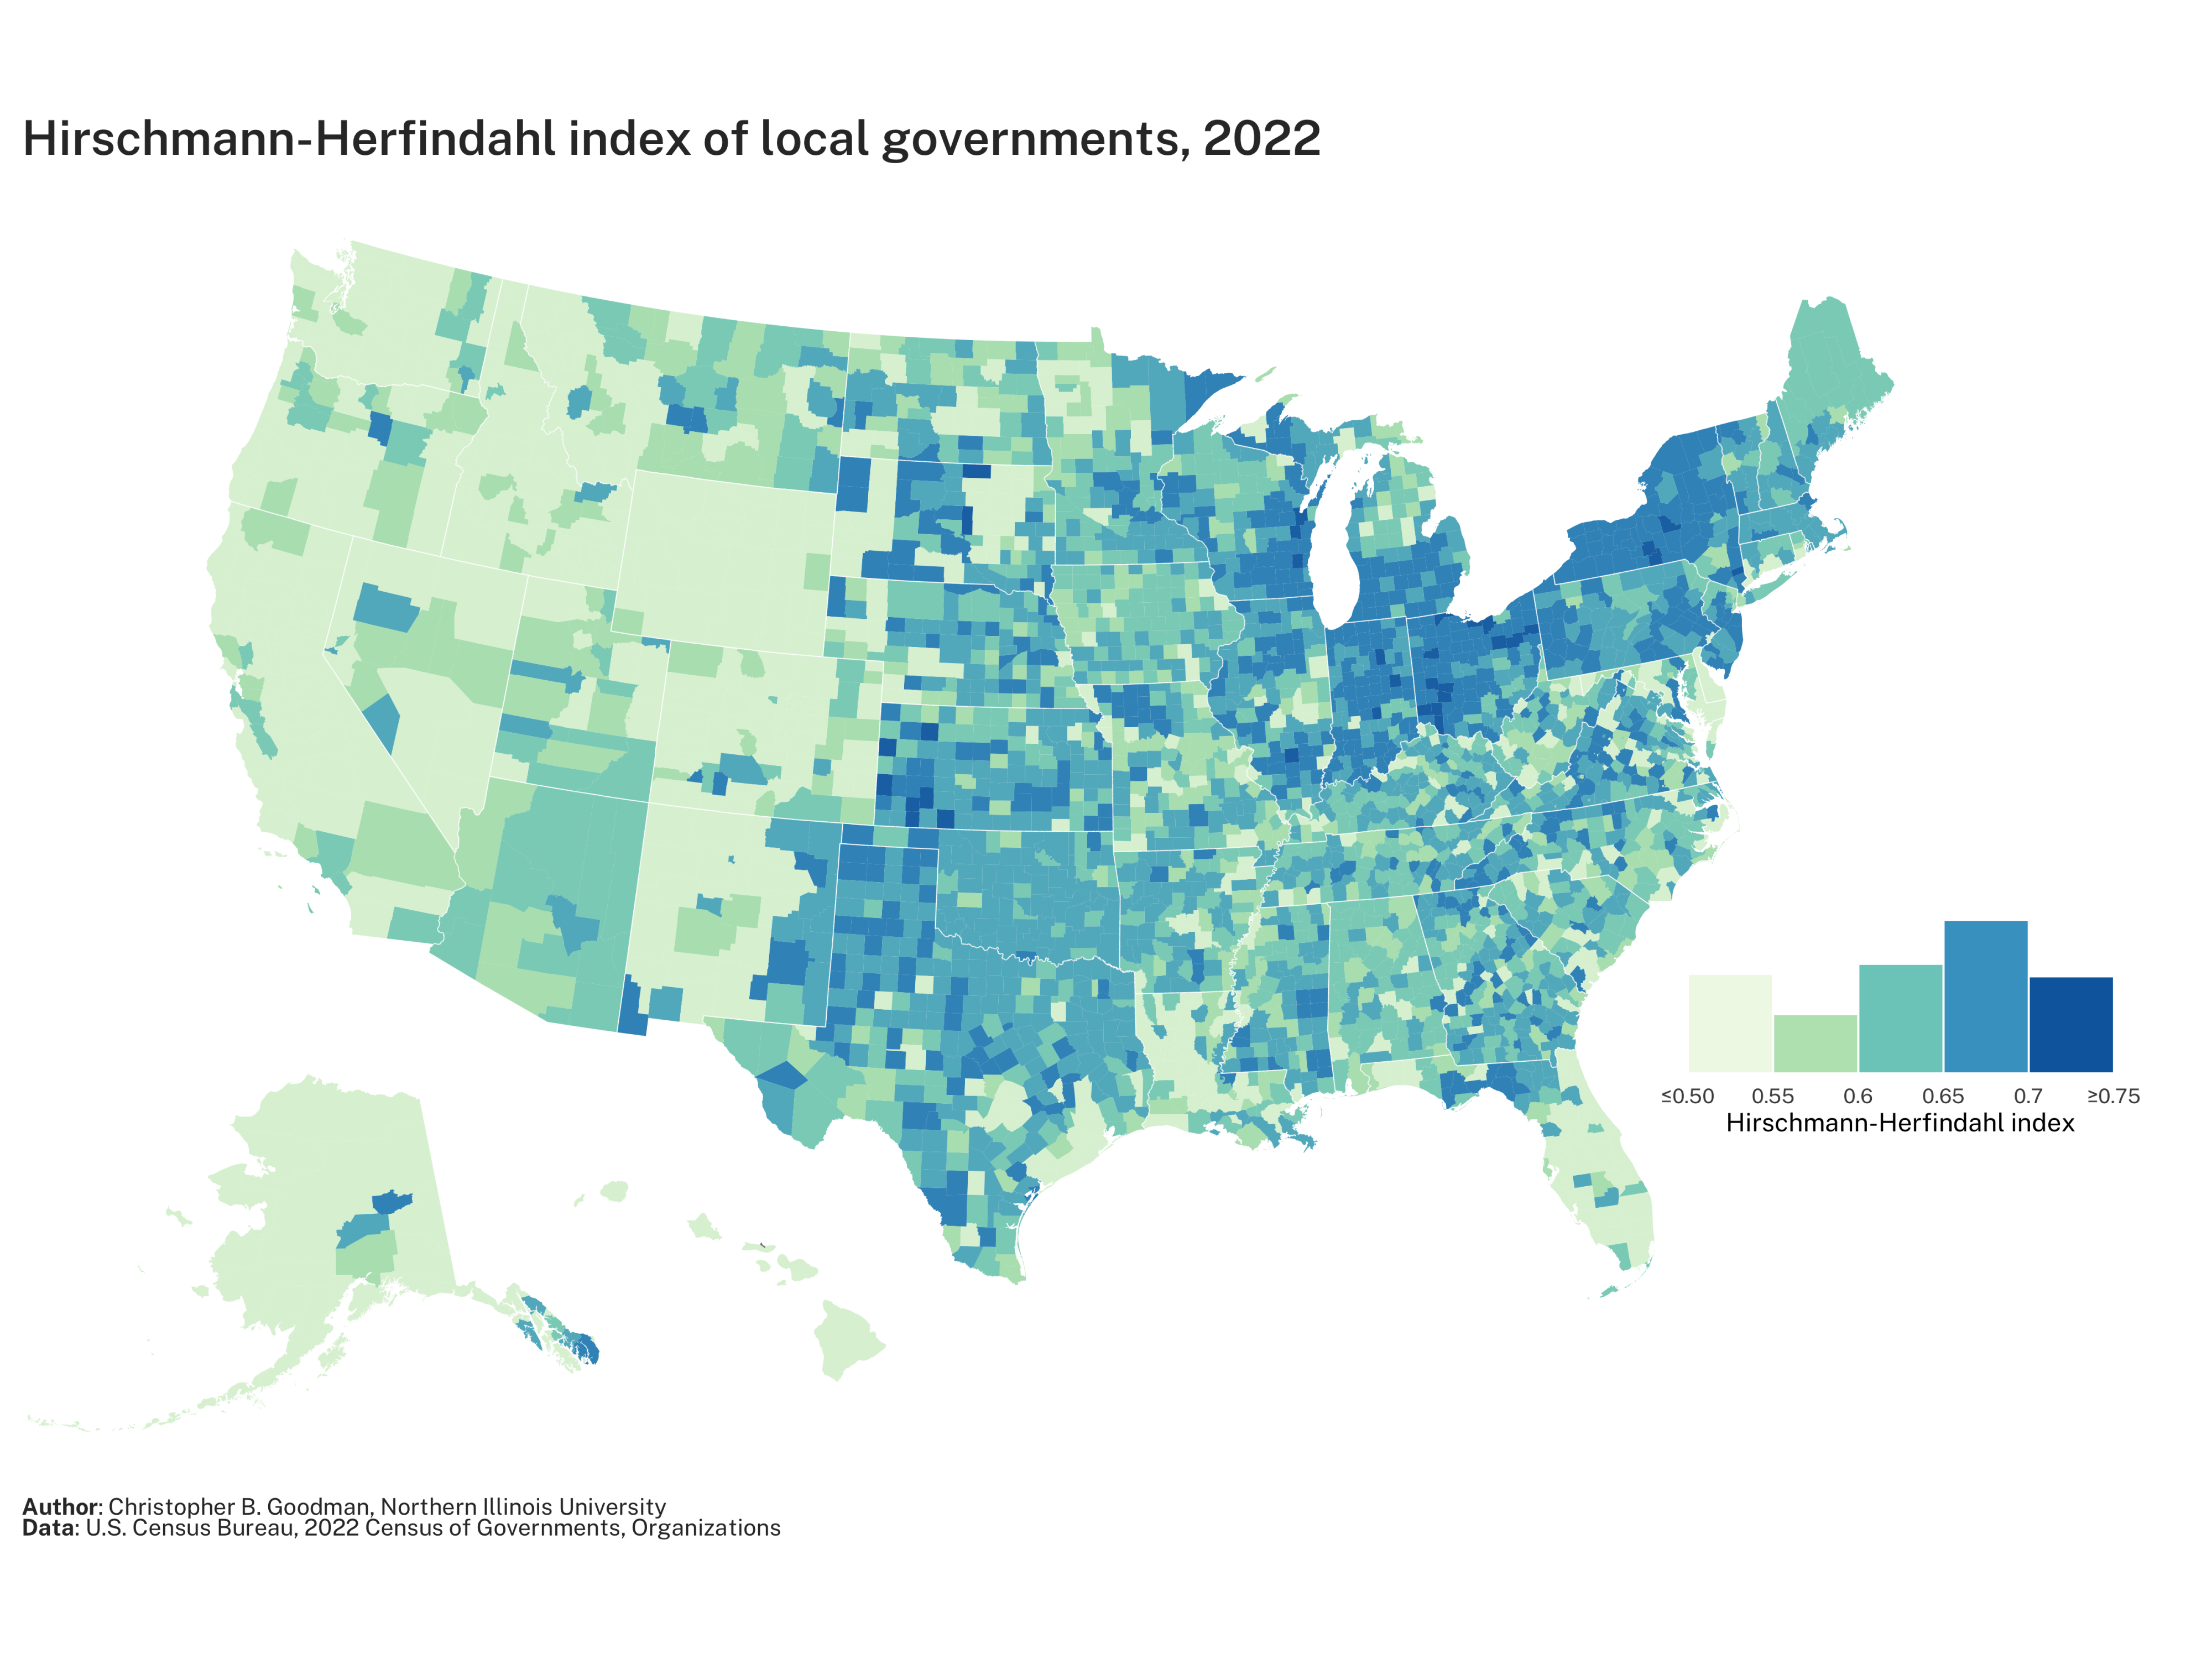 Hirschmann-Herfindahl index of local governments, 2022
≤0.50 0.55 0.6 0.65 0.7 ≥0.75
Hirschmann-Herfindahl index
Author: Christopher B. Goodman, Northern Illinois University
Data: U.S. Census Bureau, 2022 Census of Governments, Organizations